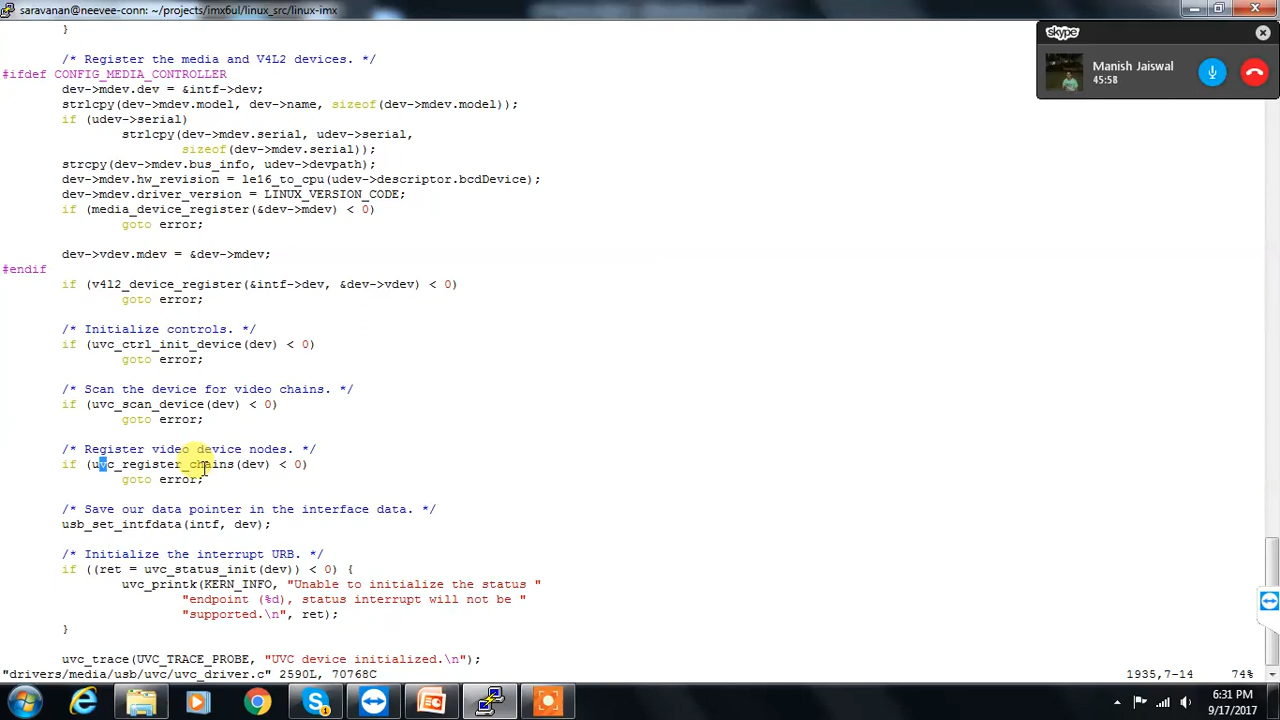 saravanan@neevee-conn: ~/projects/imx6ul/linux_src/linux-imx
}
/* Register the media and V4L2 devices. */
#ifdef CONFIG_MEDIA_CONTROLLER
dev->mdev.dev = &intf->dev;
strlcpy(dev->mdev.model, dev->name, sizeof(dev->mdev.model));
if (udev->serial)
strlcpy(dev->mdev.serial, udev->serial,
sizeof(dev->mdev.serial));
strcpy(dev->mdev.bus_info, udev->devpath);
dev->mdev.hw_revision = le16_to_cpu(udev->descriptor.bcdDevice);
dev->mdev.driver_version = LINUX_VERSION_CODE;
if (media_device_register(&dev->mdev) < 0)
goto error;
dev->vdev.mdev = &dev->mdev;
#endif
if (v4l2_device_register(&intf->dev, &dev->vdev) < 0)
goto error;
/* Initialize controls. */
if (uvc_ctrl_init_device(dev) < 0)
goto error;
/* Scan the device for video chains. */
if (uvc_scan_device(dev) < 0)
goto error;
/* Register video device nodes. */
if (uvc_register_chains(dev) < 0)
goto error;
/* Save our data pointer in the interface data. */
usb_set_intfdata(intf, dev);
/* Initialize the interrupt URB. */
if ((ret = uvc_status_init(dev)) < 0) {
uvc_printk(KERN_INFO, "Unable to initialize the status "
"endpoint (%d), status interrupt will not be "
"supported.\n", ret);
}
uvc_trace(UVC_TRACE_PROBE, "UVC device initialized.\n");
"drivers/media/usb/uvc/uvc_driver.c" 2590L, 70768C 1935,7-14 74%
skype
Manish Jaiswal
45:58
1
6:31 PM
9/17/2017